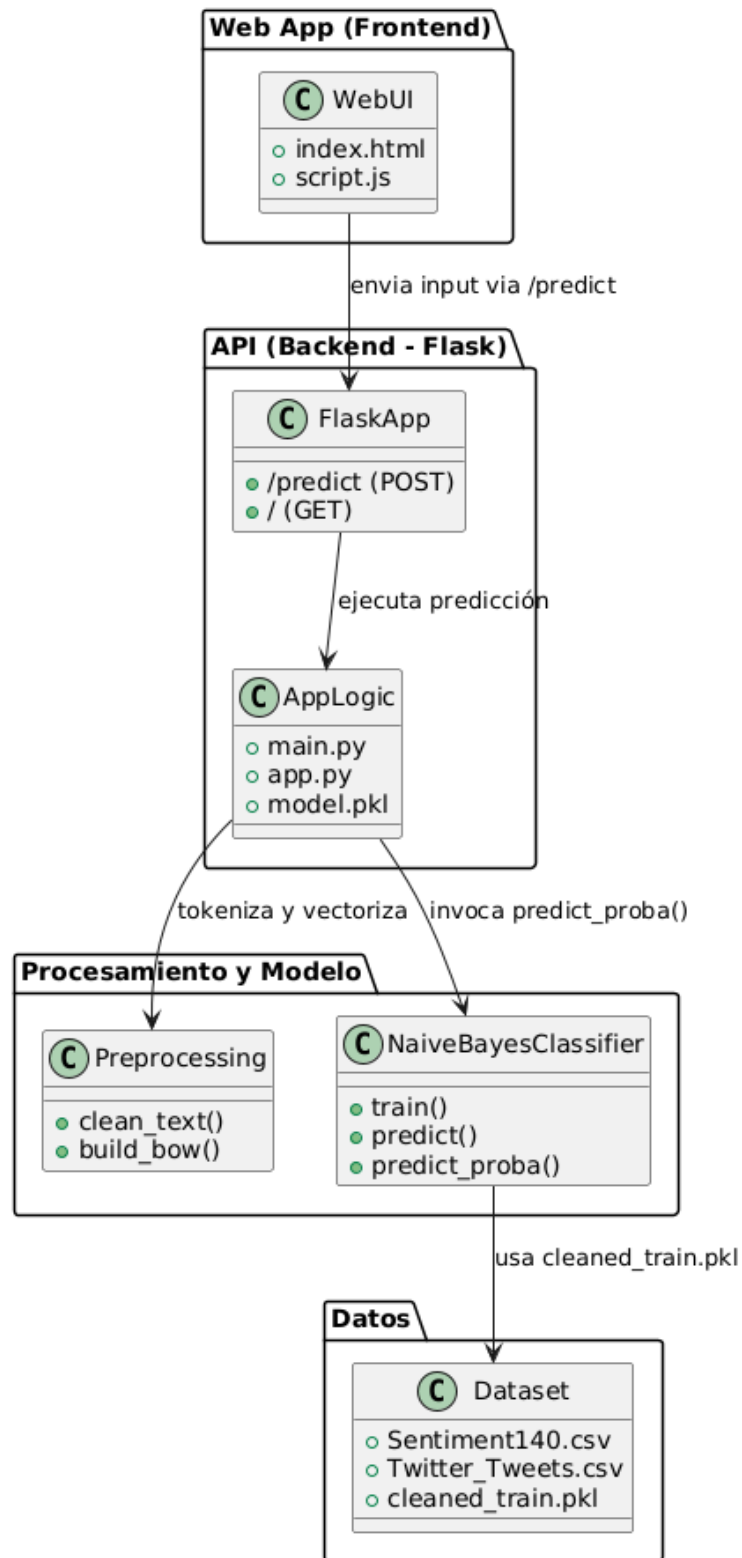 Web App (Frontend)
C WebUI
index.html
script.js
envia input via /predict
API (Backend - Flask)
C FlaskApp
/predict (POST)
/ (GET)
ejecuta predicción
C AppLogic
main.py
app.py
model.pkl
tokeniza y vectoriza
invoca predict_proba()
Procesamiento y Modelo
C Preprocessing
clean_text()
build_bow()
C NaiveBayesClassifier
train()
predict()
predict_proba()
usa cleaned_train.pkl
Datos
C Dataset
Sentiment140.csv
Twitter_Tweets.csv
cleaned_train.pkl